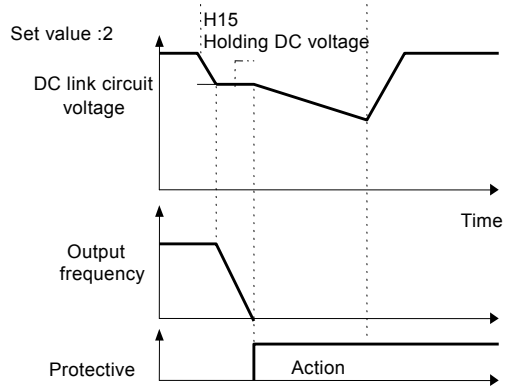 H15
Set value :2
Holding DC voltage
DC link circuit
voltage
Time
Output
frequency
Protective
Action